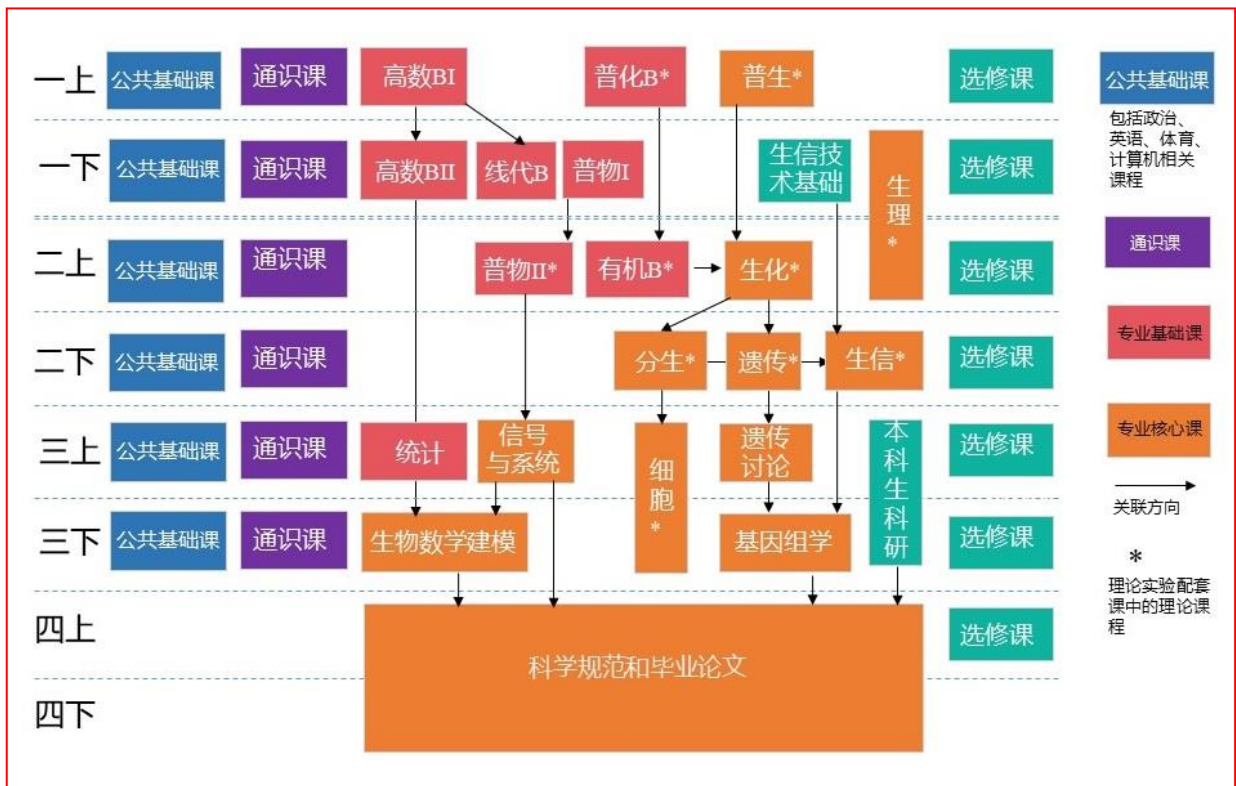 一上
公共基础课
通识课
高数BI
普化B*
普生*
选修课
一下
公共基础课
通识课
高数BII
线代B
普物I
生信技
术基础
生理*
选修课
二上
公共基础课
通识课
普物II*
有机B*
生化*
选修课
二下
公共基础课
通识课
分生*
遗传*
生信*
选修课
三上
公共基础课
通识课
统计
信号
与系统
细胞*
遗传
讨论
本科生科研
选修课
三下
公共基础课
通识课
生物数学建模
基因组学
选修课
四上
科学规范和毕业论文
选修课
四下
公共基础课
包括政治、
英语、体育、
计算机相关
课程
通识课
专业基础课
专业核心课
关联方向
*
理论实验配套
课中的理论课
程